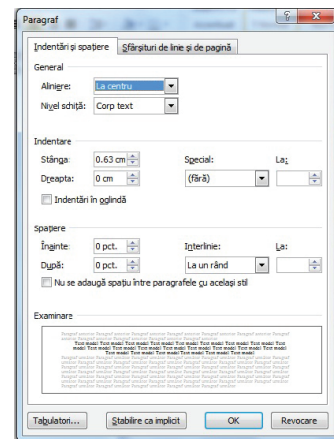 Paragraf
Indentări și spațiere
Sfârșituri de linie și de pagină
General
Aliniere: La centru
Nivel schiță: Corp text
Indentare
Stânga: 0.63 cm Special: La:
Dreapta: 0 cm (fără)
Indentări în oglindă
Spațiere
Înainte: 0 pct. Interlinie: La:
După: 0 pct. La un rând
Nu se adaugă spațiu între paragrafele cu același stil
Examinare
Tabulatori... Stabilire ca implicit OK Revocare